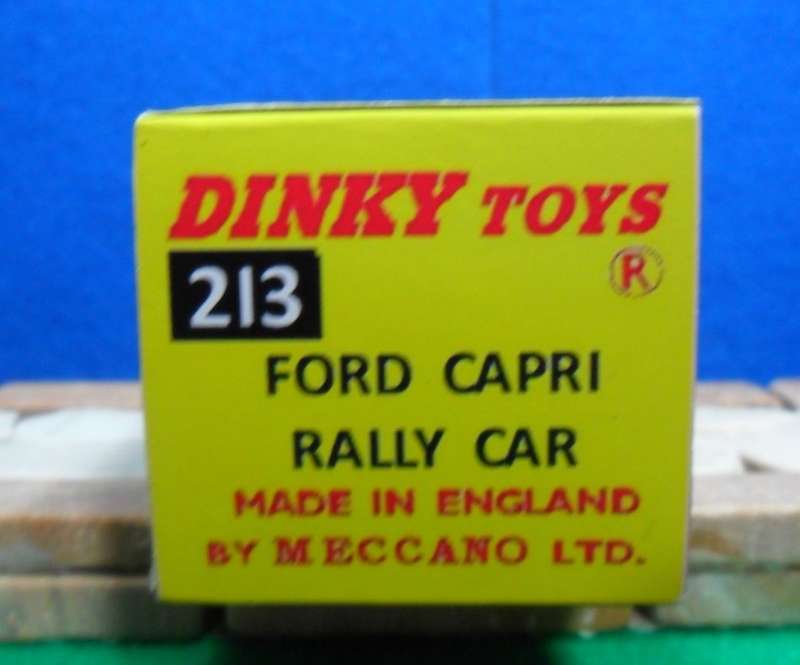 DINKY TOYS
213 ®
FORD CAPRI
RALLY CAR
MADE IN ENGLAND
BY MECCANO LTD.